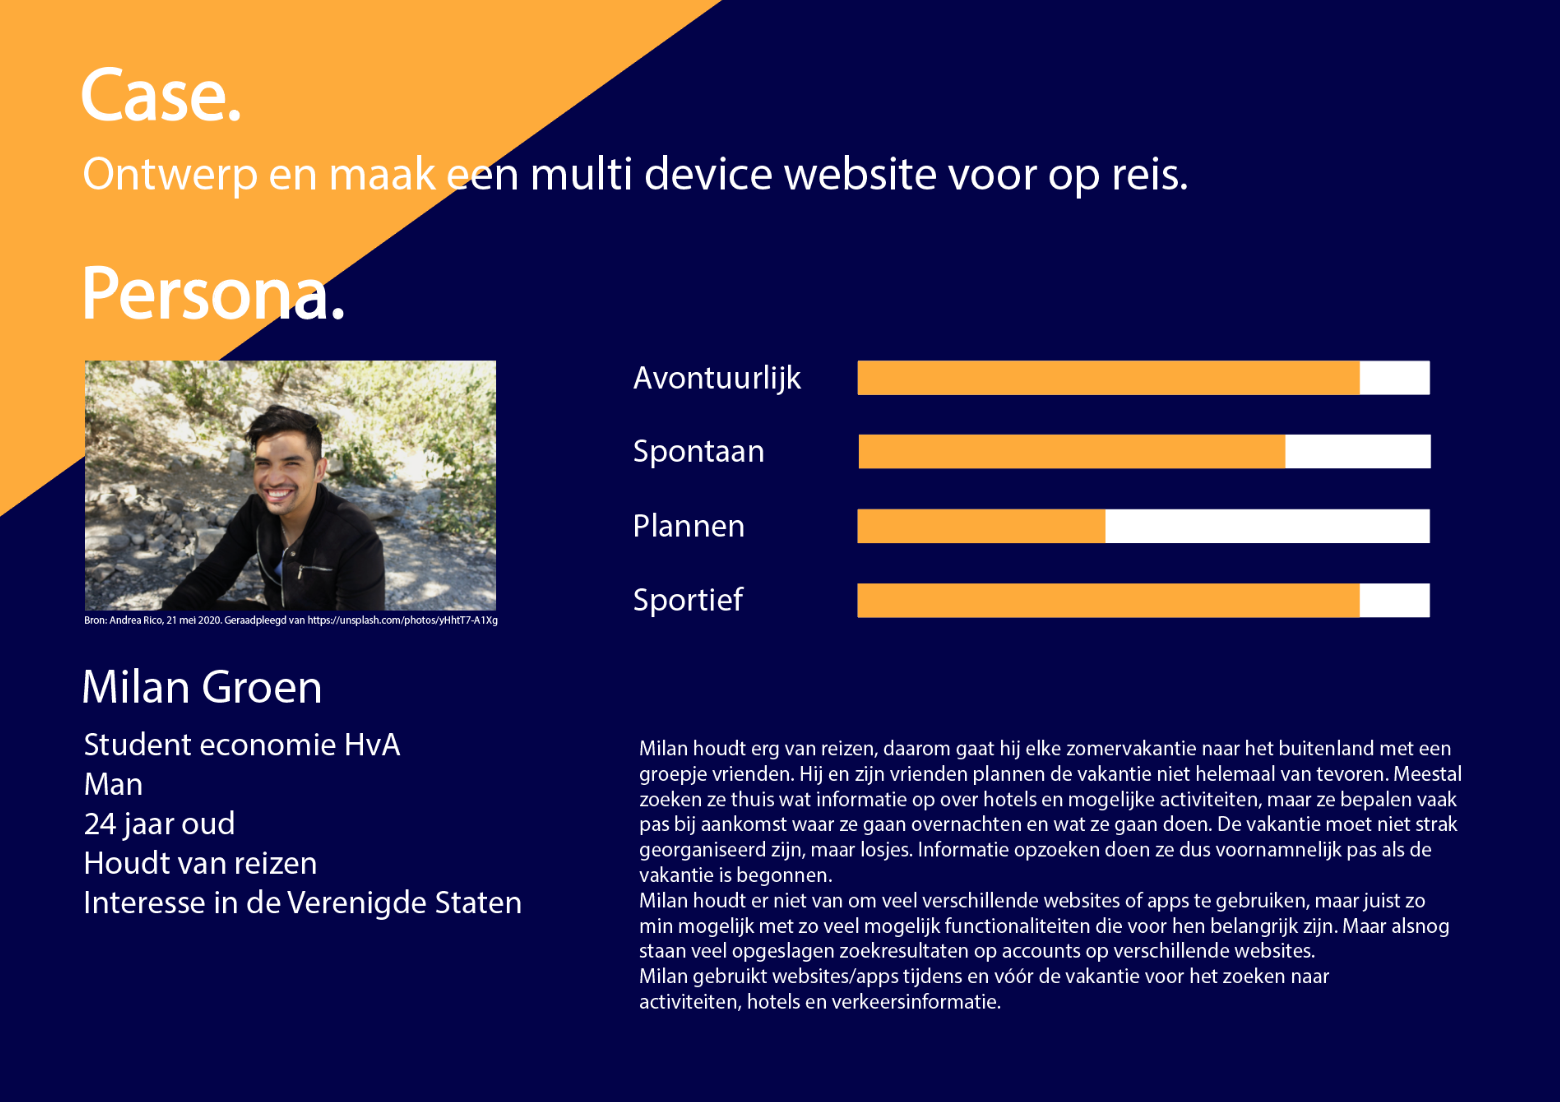 Case.
Ontwerp en maak een multi device website voor op reis.
Persona.
Bron: Andrea Rico, 21 mei 2020. Geraadpleegd van https://unsplash.com/photos/yHhtT7-A1Xg
Avontuurlijk
Spontaan
Plannen
Sportief
Milan Groen
Student economie HvA
Man
24 jaar oud
Houdt van reizen
Interesse in de Verenigde Staten
Milan houdt erg van reizen, daarom gaat hij elke zomervakantie naar het buitenland met een
groepje vrienden. Hij en zijn vrienden plannen de vakantie niet helemaal van tevoren. Meestal
zoeken ze thuis wat informatie op over hotels en mogelijke activiteiten, maar ze bepalen vaak
pas bij aankomst waar ze gaan overnachten en wat ze gaan doen. De vakantie moet niet strak
georganiseerd zijn, maar losjes. Informatie opzoeken doen ze dus voornamnelijk pas als de
vakantie is begonnen.
Milan houdt er niet van om veel verschillende websites of apps te gebruiken, maar juist zo
min mogelijk met zo veel mogelijk functionaliteiten die voor hen belangrijk zijn. Maar alsnog
staan veel opgeslagen zoekresultaten op accounts op verschillende websites.
Milan gebruikt websites/apps tijdens en vóór de vakantie voor het zoeken naar
activiteiten, hotels en verkeersinformatie.